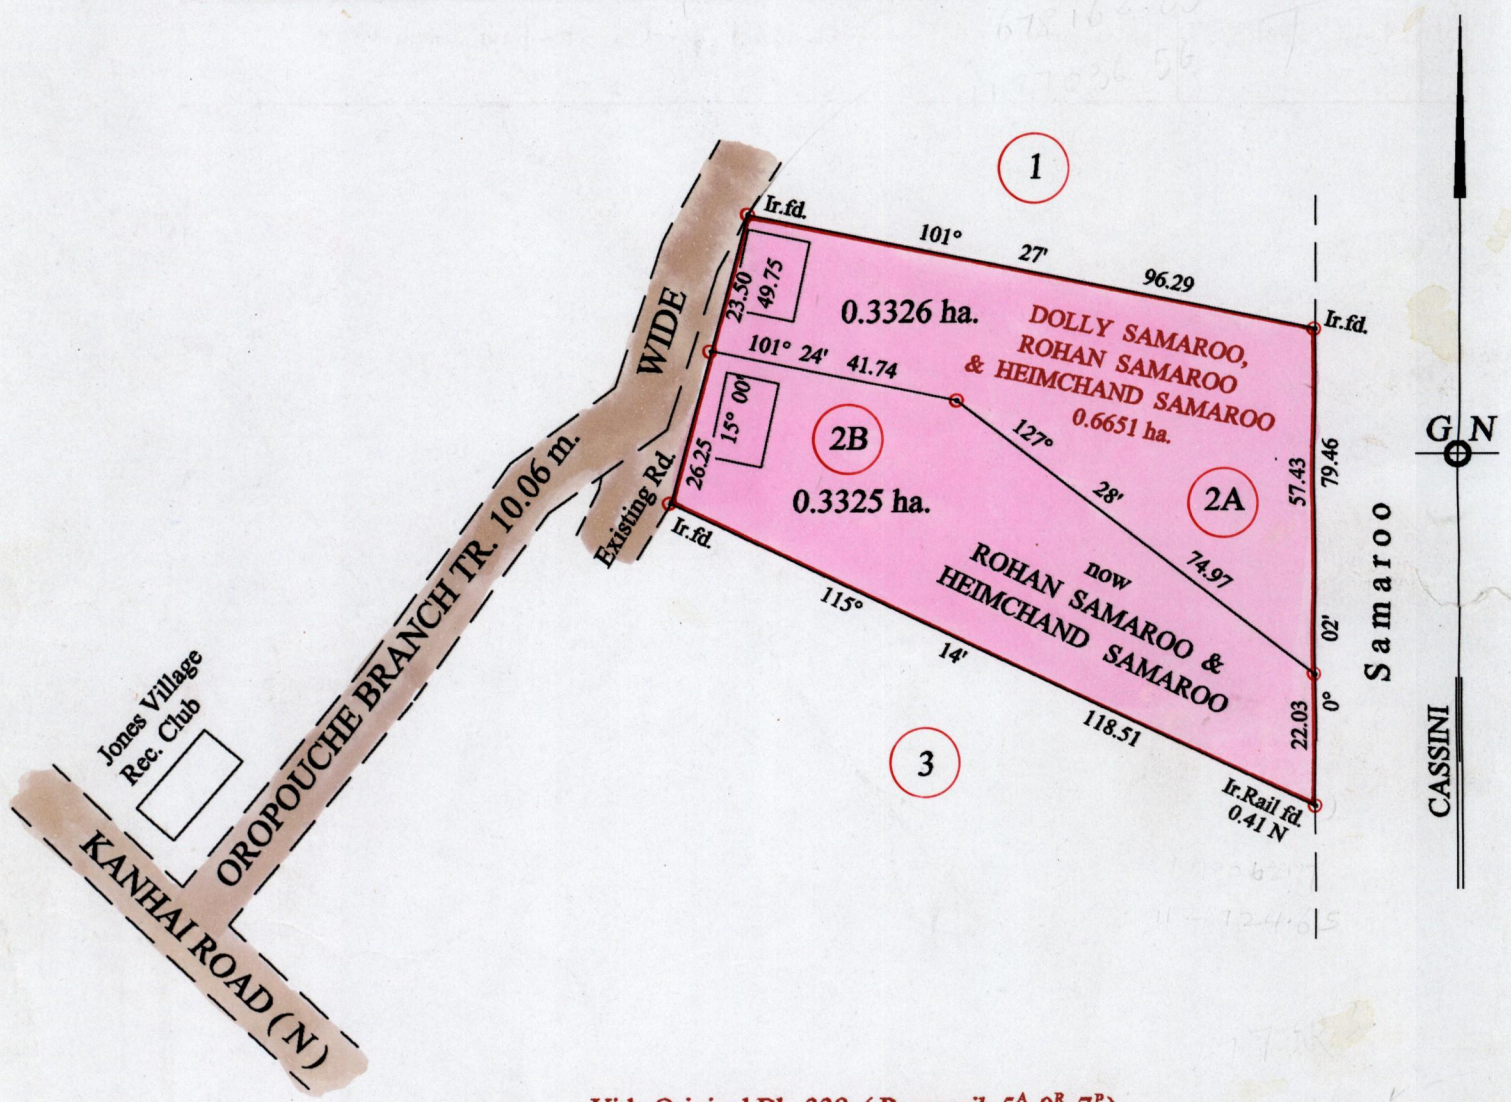 1
Ir.fd.
101° 27' 96.29
Ir.fd.
23.50
49.75
0.3326 ha.
DOLLY SAMAROO,
ROHAN SAMAROO
& HEIMCHAND SAMAROO
0.6651 ha.
WIDE
101° 24' 41.74
15° 00'
26.25
2B
127° 28' 74.97
2A
57.43
79.46
G N
0.3325 ha.
Existing Rd.
Ir.fd.
now
ROHAN SAMAROO &
HEIMCHAND SAMAROO
115° 14' 118.51
0° 02'
22.03
Samaroo
CASSINI
3
Ir.Rail fd.
0.41 N
OROPOUCHE BRANCH TR. 10.06 m.
Jones Village
Rec. Club
KANHAI ROAD ( N )